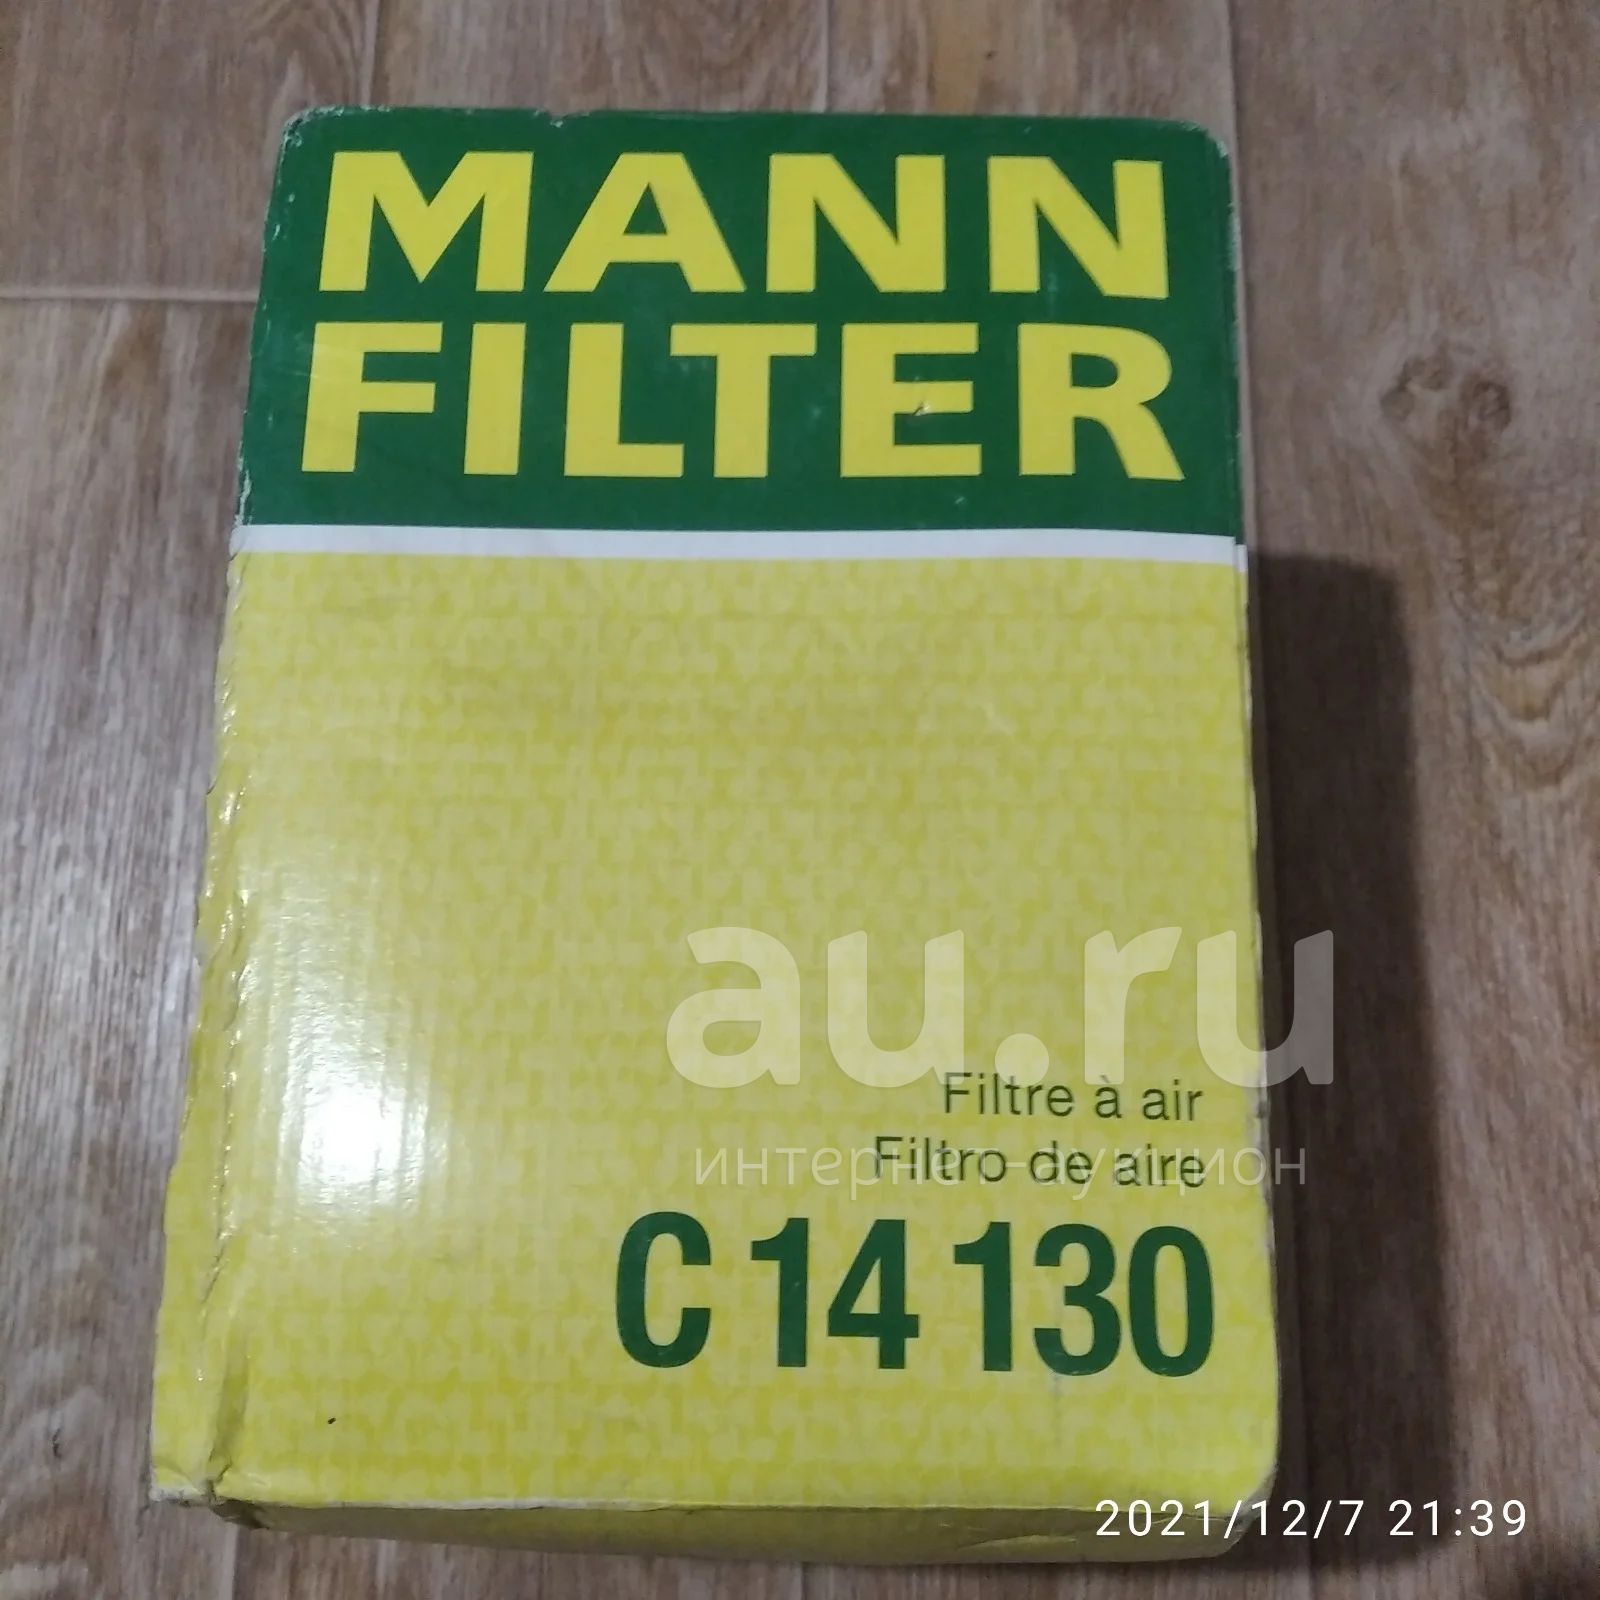 MANN
FILTER
au.ru
Filtre à air
интернет-аукцион
Filtro de aire
C 14 130
2021/12/7 21:39